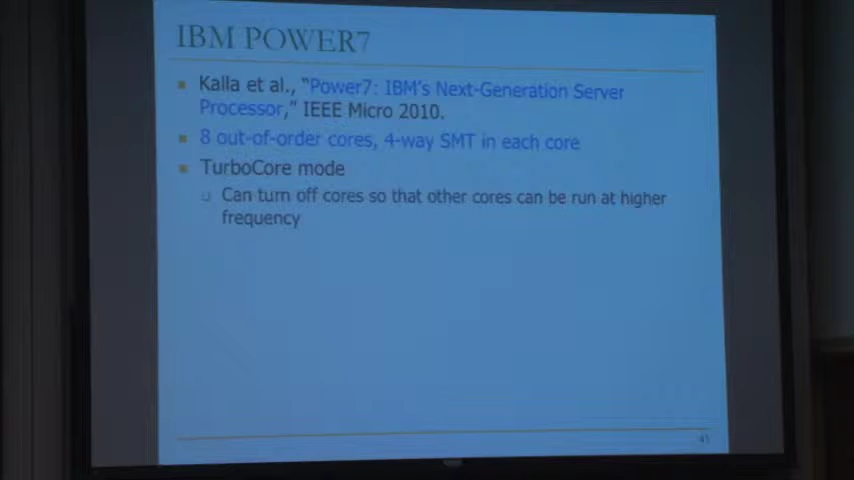 IBM POWER7
Kalla et al., "Power7: IBM's Next-Generation Server
Processor," IEEE Micro 2010.
8 out-of-order cores, 4-way SMT in each core
TurboCore mode
Can turn off cores so that other cores can be run at higher
frequency